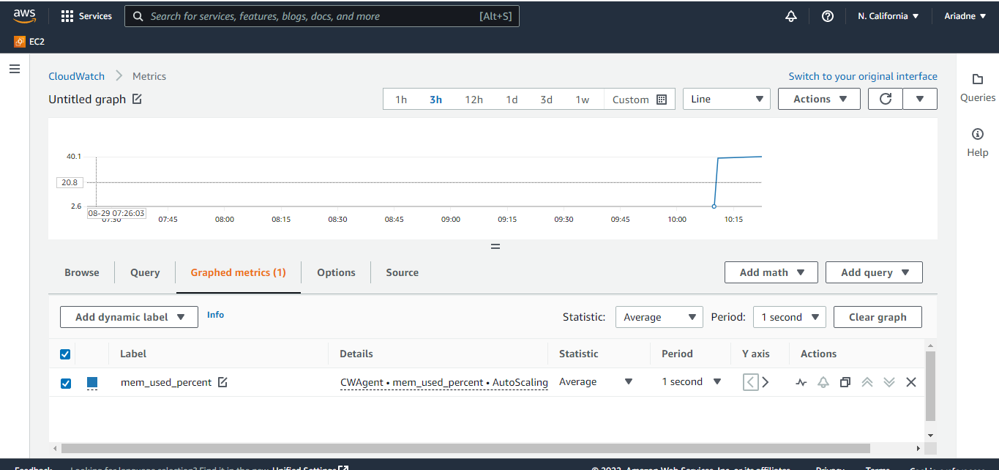 aws Services Search for services, features, blogs, docs, and more [Alt+S] N. California Ariadne
EC2
CloudWatch Metrics Switch to your original interface
Untitled graph 1h 3h 12h 1d 3d 1w Custom Line Actions
Queries
Help
40.1
20.8
2.6
08-29 07:26:03
07:30 07:45 08:00 08:15 08:30 08:45 09:00 09:15 09:30 09:45 10:00 10:15
Browse Query Graphed metrics (1) Options Source Add math Add query
Add dynamic label Info Statistic: Average Period: 1 second Clear graph
Label Details Statistic Period Y axis Actions
mem_used_percent CWAgent • mem_used_percent • AutoScaling Average 1 second
Feedback Looking for language selection? Find it in the new Unified Settings © 2022, Amazon Web Services, Inc. or its affiliates. Privacy Terms Cookie preferences